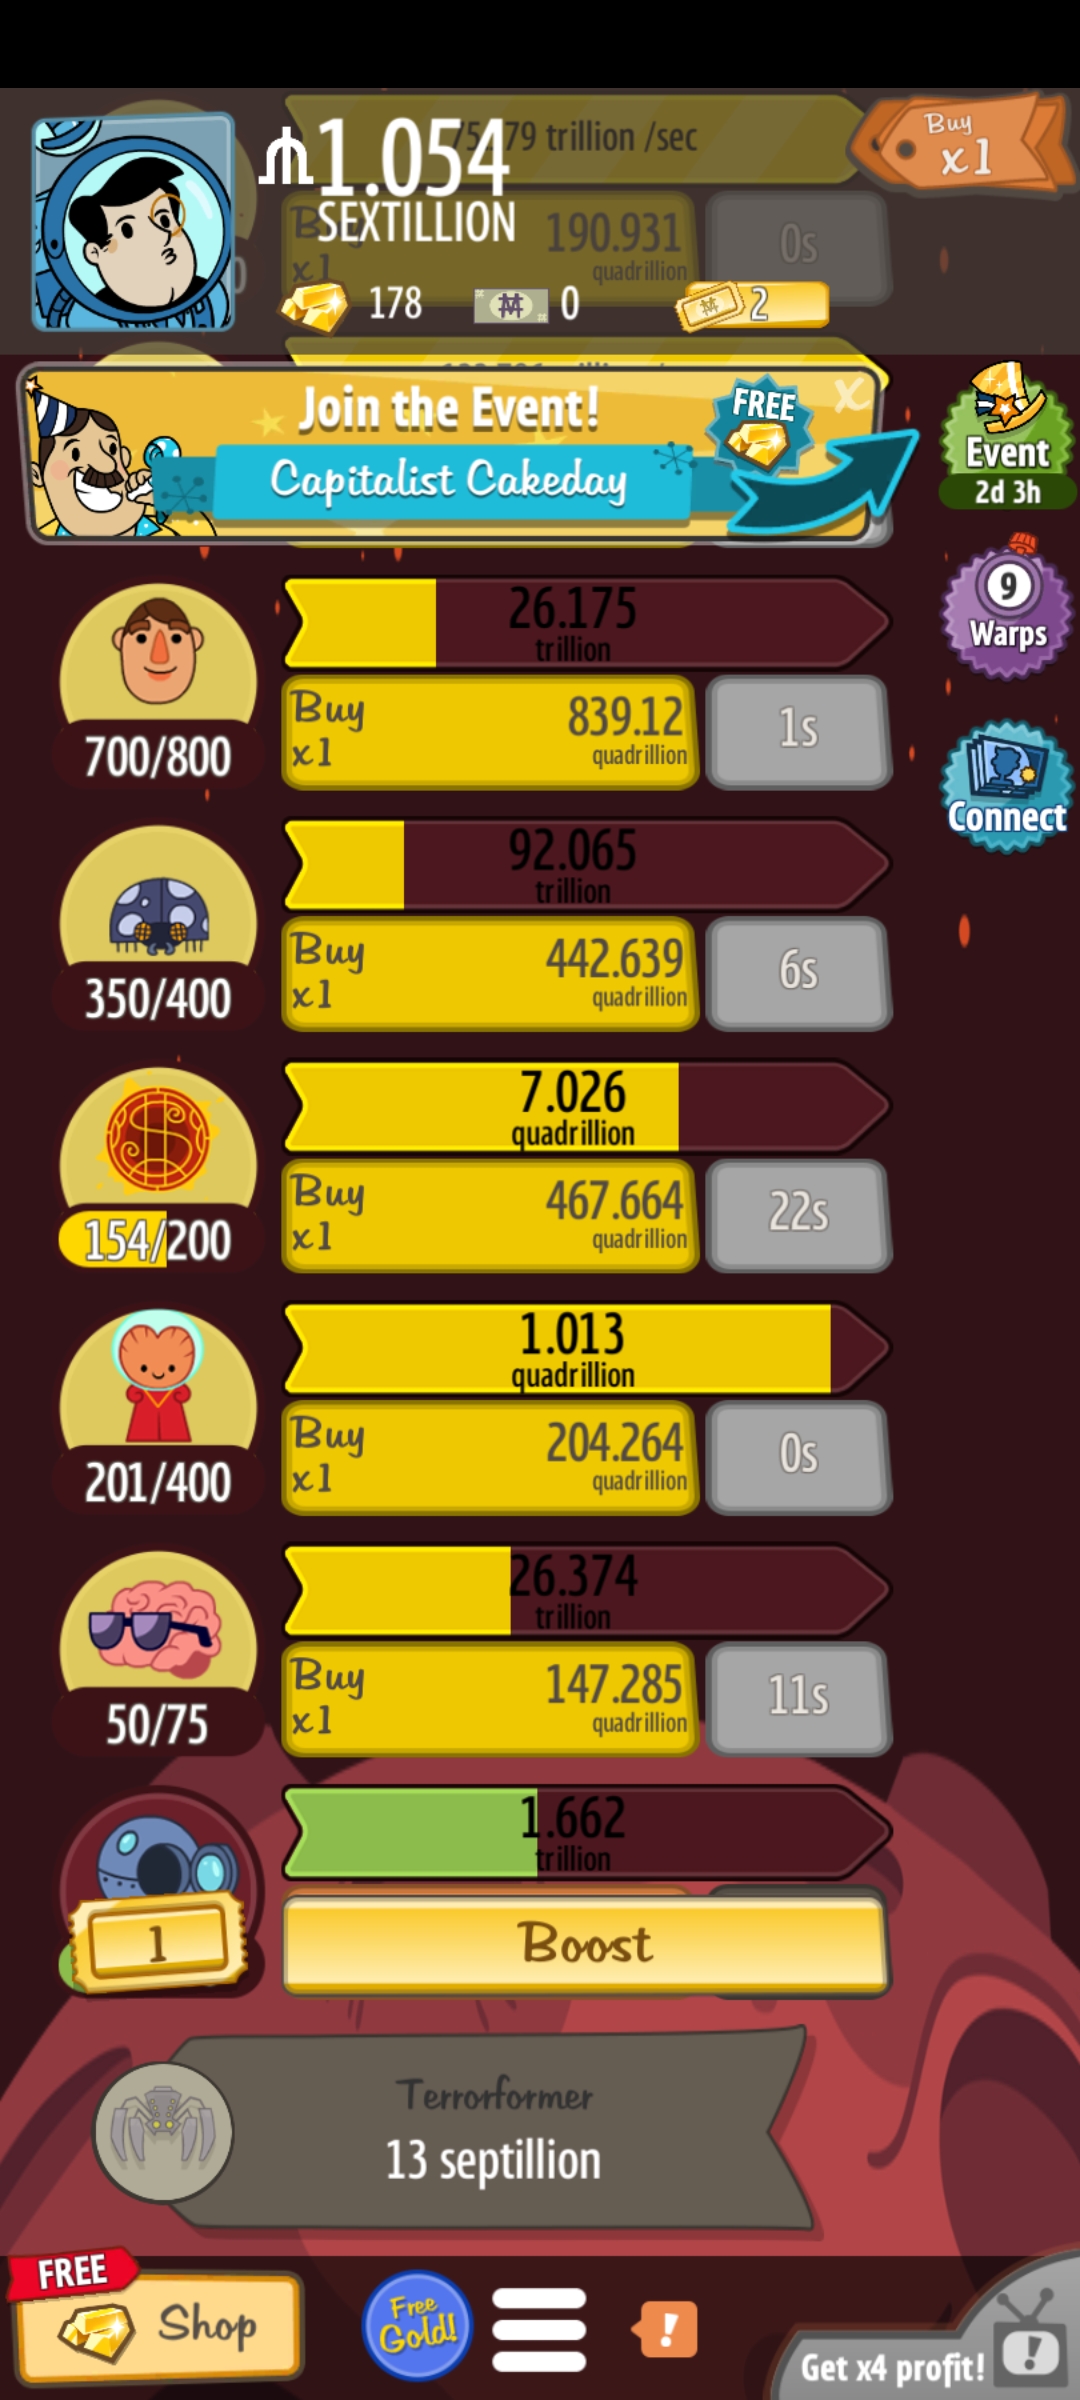 79 trillion /sec
1.054
SEXTILLION
Buy
x1
Buy
x1
190.931
quadrillion
0s
178
0
2
Join the Event!
Capitalist Cakeday
FREE
X
Event
2d 3h
9
Warps
Connect
26.175
trillion
700/800
Buy
x1
839.12
quadrillion
1s
92.065
trillion
350/400
Buy
x1
442.639
quadrillion
6s
7.026
quadrillion
154/200
Buy
x1
467.664
quadrillion
22s
1.013
quadrillion
201/400
Buy
x1
204.264
quadrillion
0s
26.374
trillion
50/75
Buy
x1
147.285
quadrillion
11s
1.662
trillion
1
Boost
Terrorformer
13 septillion
FREE
Shop
Free
Gold!
!
Get x4 profit!
!